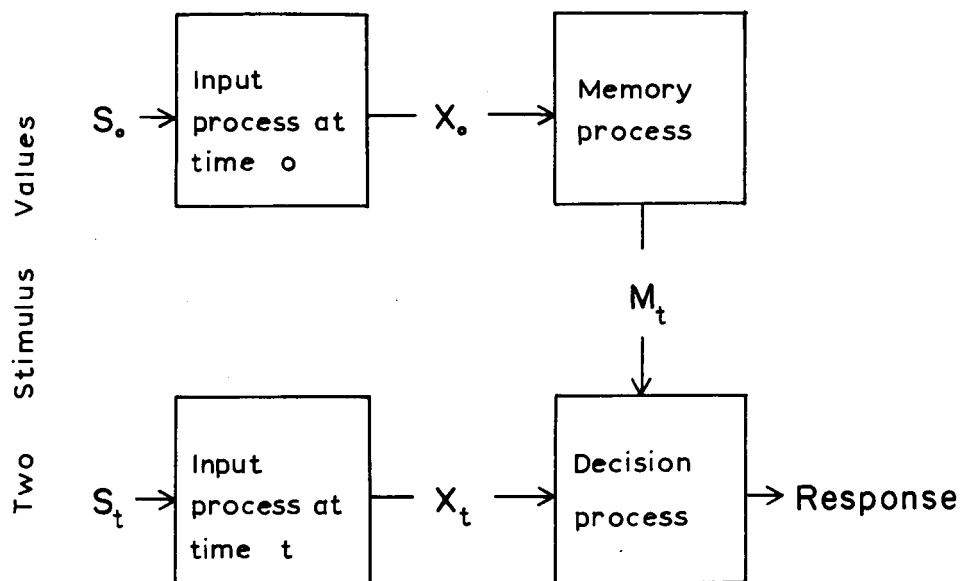 Two Stimulus Values
S₀
Input
process at
time o
X₀
Memory
process
Mₜ
Sₜ
Input
process at
time t
Xₜ
Decision
process
Response